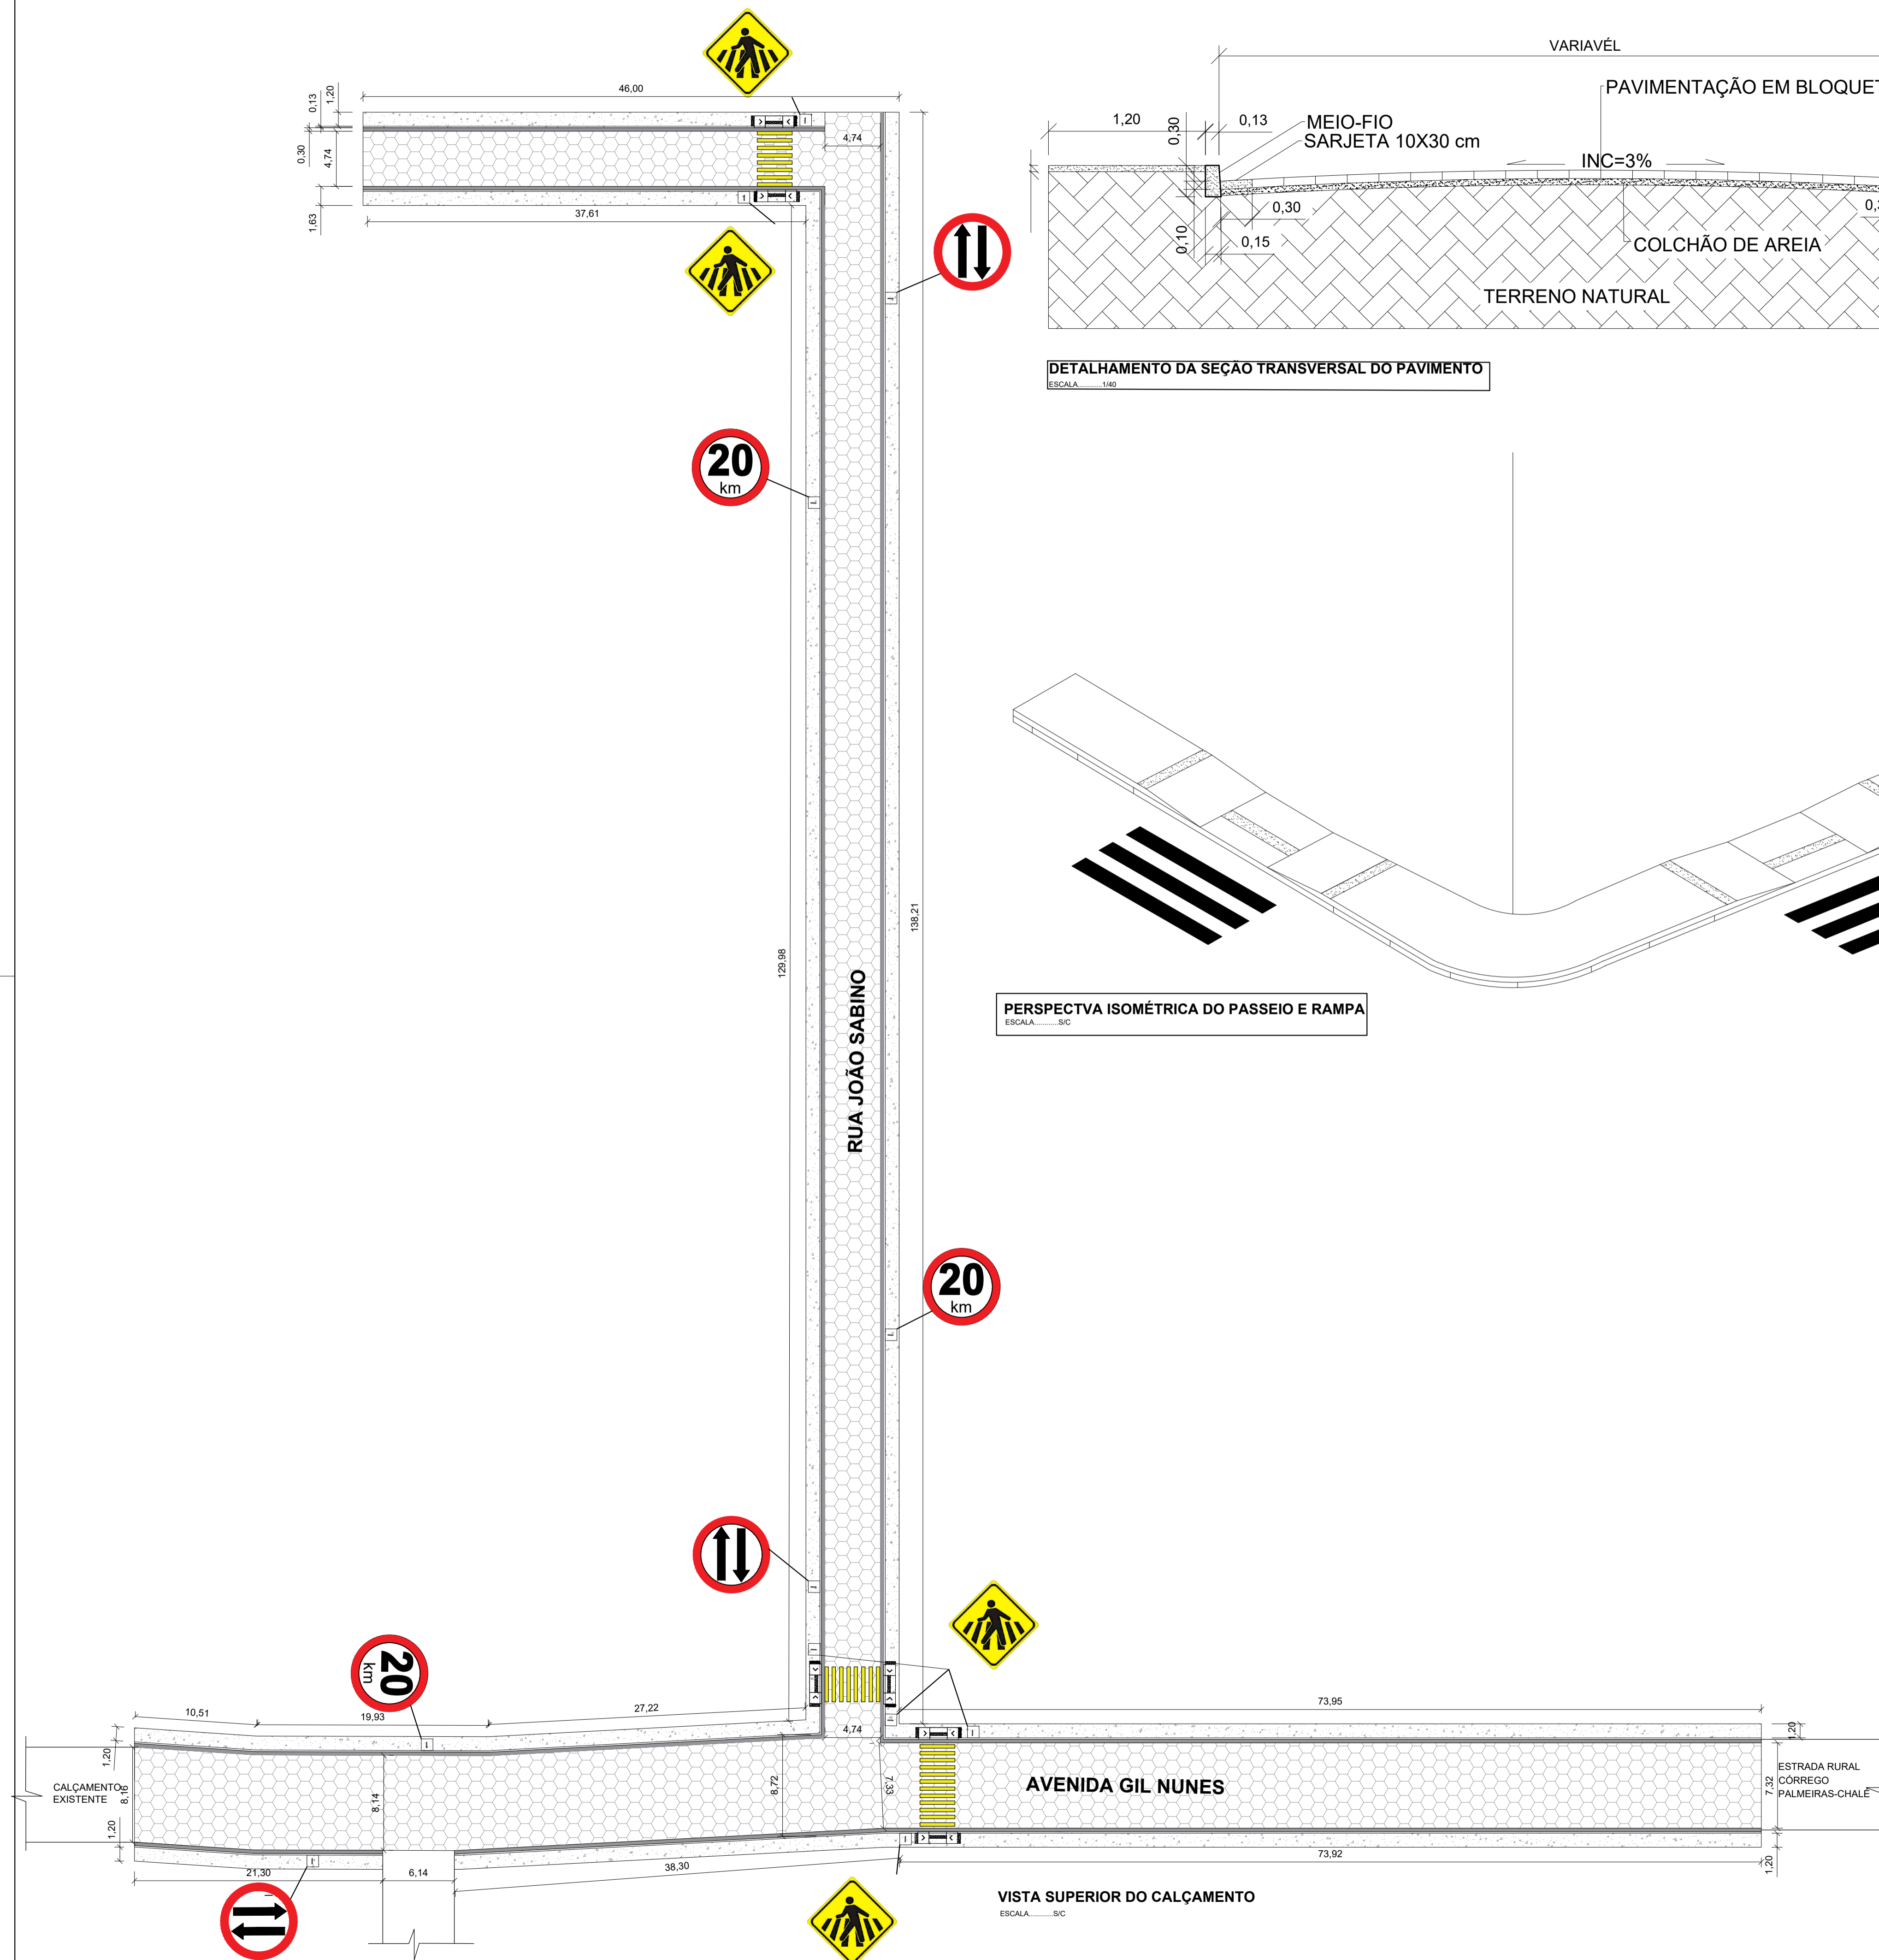 46,00
0,13
1,20
0,30
4,74
1,63
4,74
37,61
20
km
129,98
138,21
RUA JOÃO SABINO
20
km
20
km
10,51
19,93
27,22
4,74
73,95
1,20
1,20
CALÇAMENTO
EXISTENTE
8,16
8,14
8,72
7,33
AVENIDA GIL NUNES
7,32
ESTRADA RURAL
CÓRREGO
PALMEIRAS-CHALÉ
1,20
21,30
6,14
38,30
73,92
1,20
VISTA SUPERIOR DO CALÇAMENTO
ESCALA...........S/C
VARIAVÉL
PAVIMENTAÇÃO EM BLOQUET
1,20
0,30
0,13
MEIO-FIO
SARJETA 10X30 cm
INC=3%
0,30
0,10
0,15
COLCHÃO DE AREIA
TERRENO NATURAL
DETALHAMENTO DA SEÇÃO TRANSVERSAL DO PAVIMENTO
ESCALA...........1/40
PERSPECTVA ISOMÉTRICA DO PASSEIO E RAMPA
ESCALA...........S/C